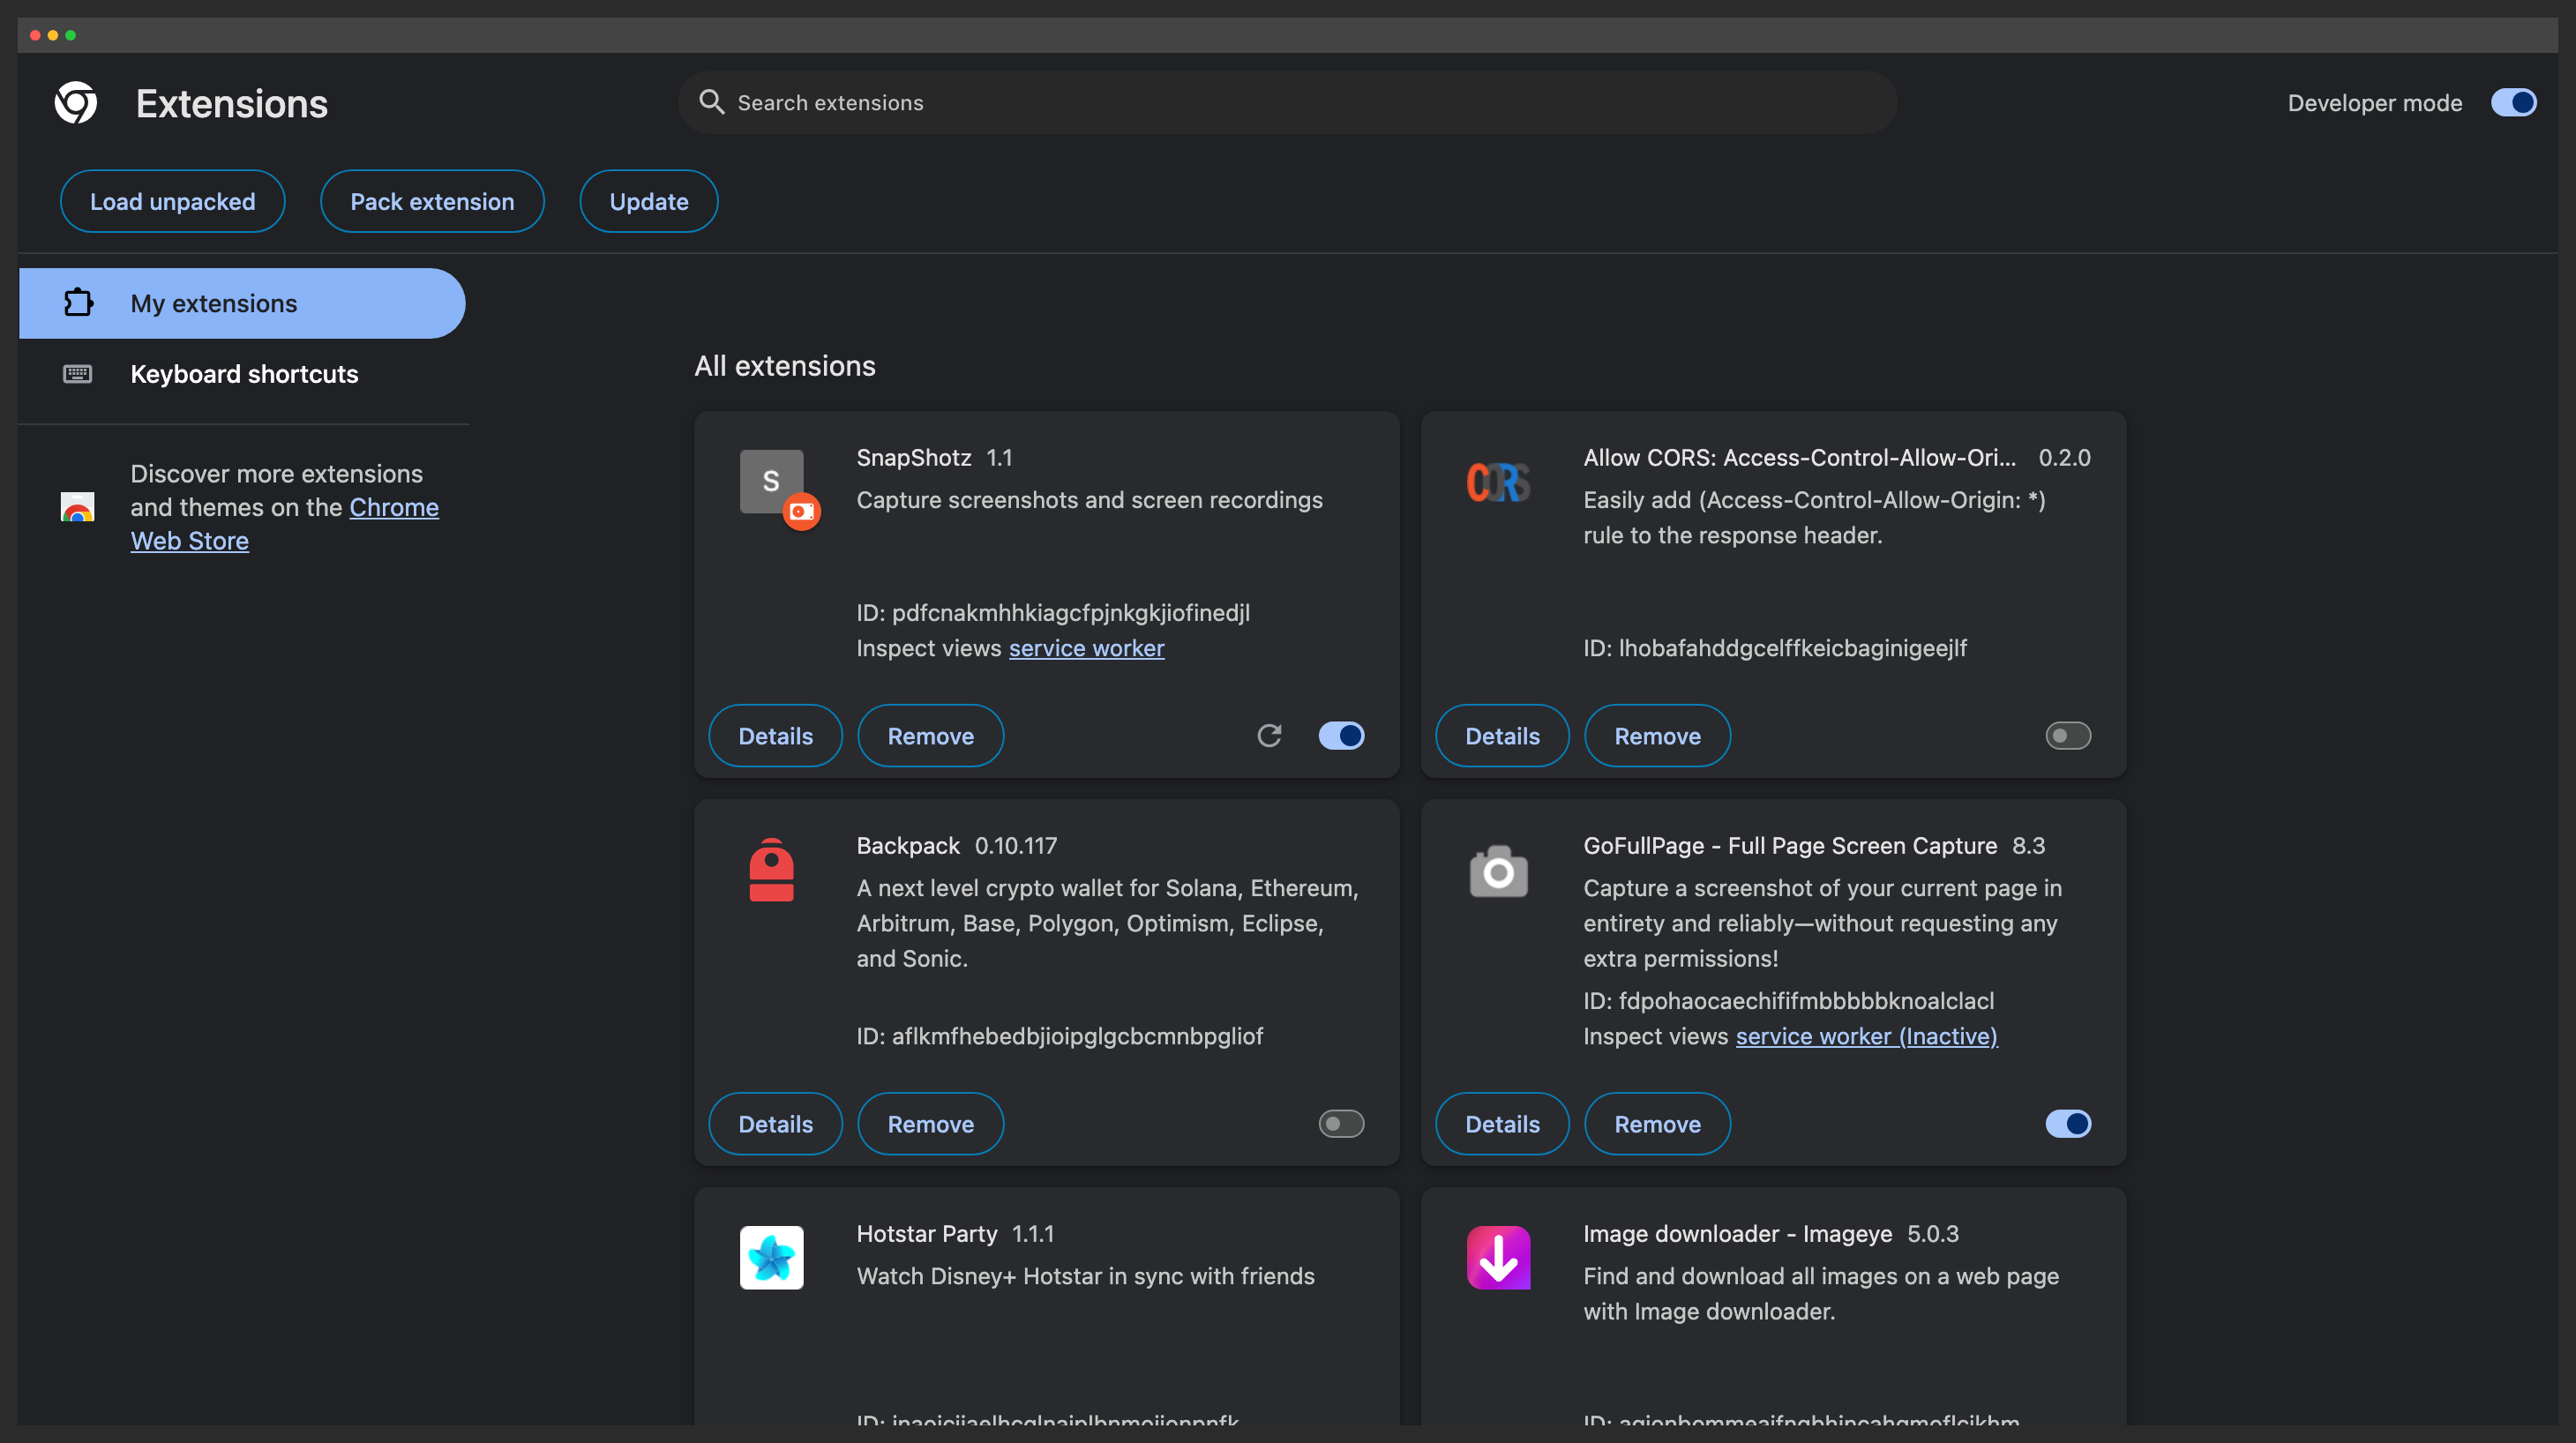 Extensions
Search extensions
Developer mode
Load unpacked
Pack extension
Update
My extensions
Keyboard shortcuts
Discover more extensions
and themes on the Chrome
Web Store
All extensions
S
SnapShotz 1.1
Capture screenshots and screen recordings
ID: pdfcnakmhhkiagcfpjnkgkjiofinedjl
Inspect views service worker
Details
Remove
CORS
Allow CORS: Access-Control-Allow-Ori... 0.2.0
Easily add (Access-Control-Allow-Origin: *)
rule to the response header.
ID: lhobafahddgcelffkeicbaginigeejlf
Details
Remove
Backpack 0.10.117
A next level crypto wallet for Solana, Ethereum,
Arbitrum, Base, Polygon, Optimism, Eclipse,
and Sonic.
ID: aflkmfhebedbjioipglgcbcmnbpgliof
Details
Remove
GoFullPage - Full Page Screen Capture 8.3
Capture a screenshot of your current page in
entirety and reliably—without requesting any
extra permissions!
ID: fdpohaocaechififmbbbbbknoalclacl
Inspect views service worker (Inactive)
Details
Remove
Hotstar Party 1.1.1
Watch Disney+ Hotstar in sync with friends
ID:
Image downloader - Imageye 5.0.3
Find and download all images on a web page
with Image downloader.
ID: